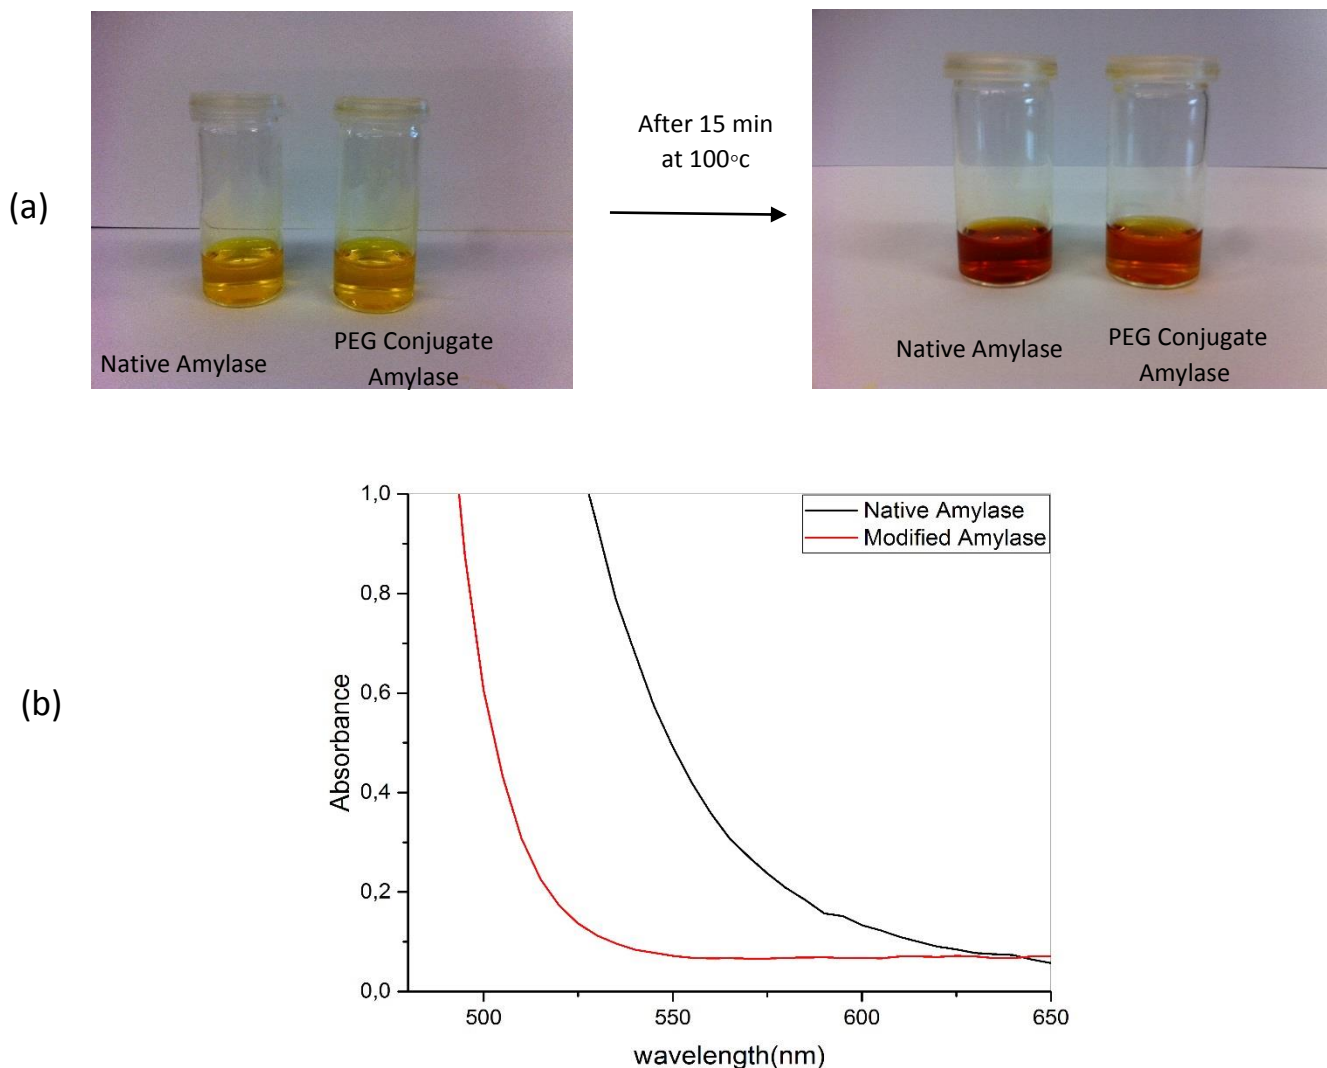 (a)
Native Amylase
PEG Conjugate
Amylase
After 15 min
at 100◦c
Native Amylase
PEG Conjugate
Amylase
(b)
Absorbance
1,0
0,8
0,6
0,4
0,2
0,0
Native Amylase
Modified Amylase
500
550
600
650
wavelength(nm)